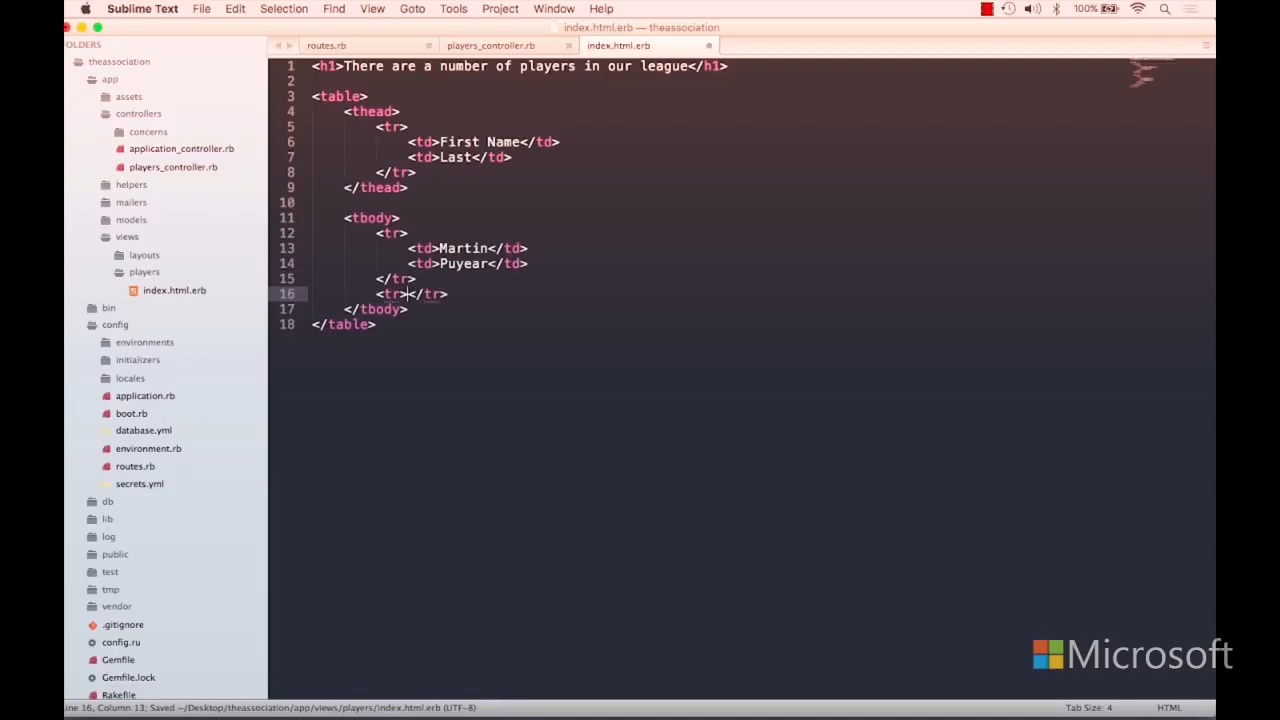 Sublime Text File Edit Selection Find View Goto Tools Project Window Help 100%
index.html.erb — theassociation
FOLDERS
theassociation
app
assets
controllers
concerns
application_controller.rb
players_controller.rb
helpers
mailers
models
views
layouts
players
index.html.erb
bin
config
environments
initializers
locales
application.rb
boot.rb
database.yml
environment.rb
routes.rb
secrets.yml
db
lib
log
public
test
tmp
vendor
.gitignore
config.ru
Gemfile
Gemfile.lock
Rakefile
routes.rb players_controller.rb index.html.erb
1 <h1>There are a number of players in our league</h1>
2
3 <table>
4 <thead>
5 <tr>
6 <td>First Name</td>
7 <td>Last</td>
8 </tr>
9 </thead>
10
11 <tbody>
12 <tr>
13 <td>Martin</td>
14 <td>Puyear</td>
15 </tr>
16 <tr></tr>
17 </tbody>
18 </table>
Microsoft
Line 16, Column 13; Saved ~/Desktop/theassociation/app/views/players/index.html.erb (UTF-8) Tab Size: 4 HTML